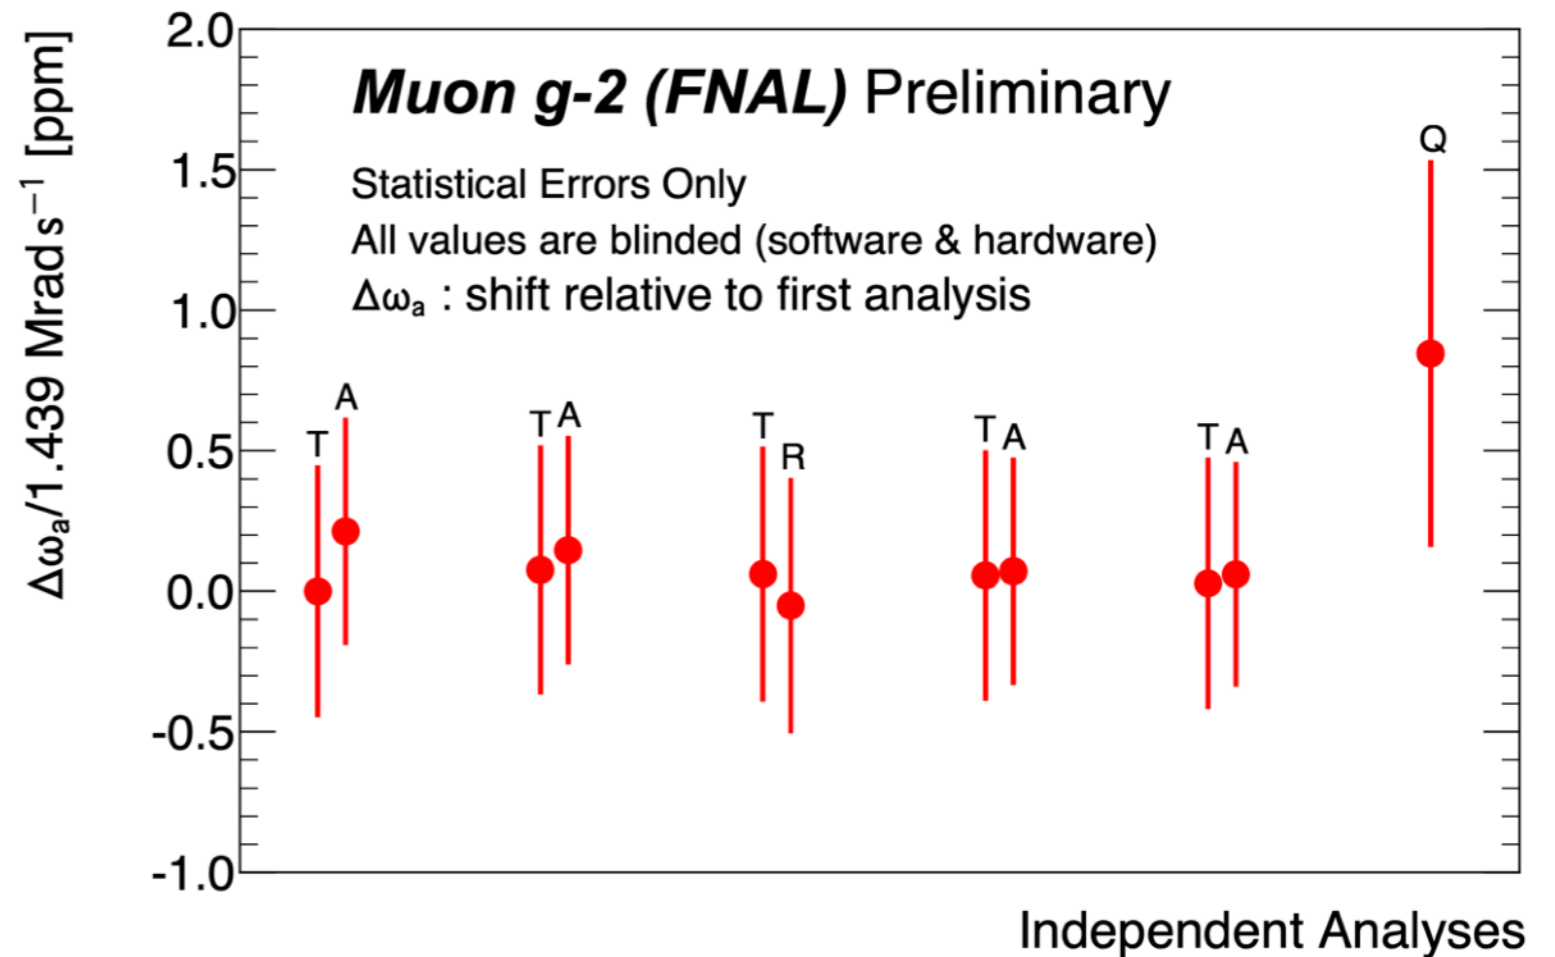 Δωₐ/1.439 Mrad s⁻¹ [ppm]
2.0
1.5
1.0
0.5
0.0
-0.5
-1.0
Muon g-2 (FNAL) Preliminary
Statistical Errors Only
All values are blinded (software & hardware)
Δωₐ : shift relative to first analysis
T A
T A
T R
T A
T A
Q
Independent Analyses